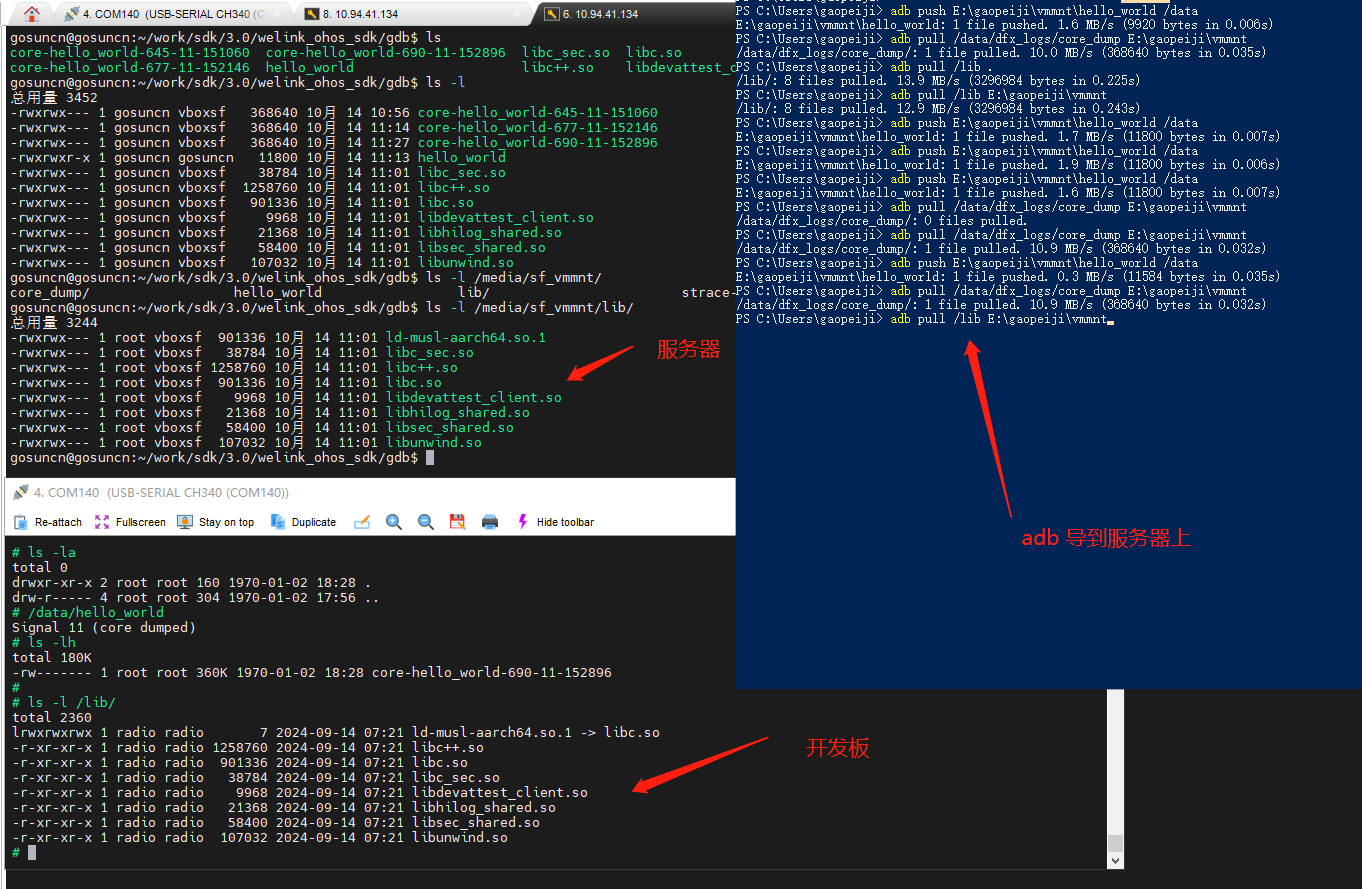 4. COM140 (USB-SERIAL CH340 (C
8. 10.94.41.134
6. 10.94.41.134
gosuncn@gosuncn:~/work/sdk/3.0/welink_ohos_sdk/gdb$ ls
core-hello_world-645-11-151060 core-hello_world-690-11-152896 libc_sec.so libc.so
core-hello_world-677-11-152146 hello_world libc++.so libdevattest_c
gosuncn@gosuncn:~/work/sdk/3.0/welink_ohos_sdk/gdb$ ls -l
总用量 3452
-rwxrwx--- 1 gosuncn vboxsf 368640 10月 14 10:56 core-hello_world-645-11-151060
-rwxrwx--- 1 gosuncn vboxsf 368640 10月 14 11:14 core-hello_world-677-11-152146
-rwxrwx--- 1 gosuncn vboxsf 368640 10月 14 11:27 core-hello_world-690-11-152896
-rwxrwxr-x 1 gosuncn gosuncn 11800 10月 14 11:13 hello_world
-rwxrwx--- 1 gosuncn vboxsf 38784 10月 14 11:01 libc_sec.so
-rwxrwx--- 1 gosuncn vboxsf 1258760 10月 14 11:01 libc++.so
-rwxrwx--- 1 gosuncn vboxsf 901336 10月 14 11:01 libc.so
-rwxrwx--- 1 gosuncn vboxsf 9968 10月 14 11:01 libdevattest_client.so
-rwxrwx--- 1 gosuncn vboxsf 21368 10月 14 11:01 libhilog_shared.so
-rwxrwx--- 1 gosuncn vboxsf 58400 10月 14 11:01 libsec_shared.so
-rwxrwx--- 1 gosuncn vboxsf 107032 10月 14 11:01 libunwind.so
gosuncn@gosuncn:~/work/sdk/3.0/welink_ohos_sdk/gdb$ ls -l /media/sf_vmmnt/
core_dump/ hello_world lib/ strace-
gosuncn@gosuncn:~/work/sdk/3.0/welink_ohos_sdk/gdb$ ls -l /media/sf_vmmnt/lib/
总用量 3244
-rwxrwx--- 1 root vboxsf 901336 10月 14 11:01 ld-musl-aarch64.so.1
-rwxrwx--- 1 root vboxsf 38784 10月 14 11:01 libc_sec.so
-rwxrwx--- 1 root vboxsf 1258760 10月 14 11:01 libc++.so
-rwxrwx--- 1 root vboxsf 901336 10月 14 11:01 libc.so
-rwxrwx--- 1 root vboxsf 9968 10月 14 11:01 libdevattest_client.so
-rwxrwx--- 1 root vboxsf 21368 10月 14 11:01 libhilog_shared.so
-rwxrwx--- 1 root vboxsf 58400 10月 14 11:01 libsec_shared.so
-rwxrwx--- 1 root vboxsf 107032 10月 14 11:01 libunwind.so
gosuncn@gosuncn:~/work/sdk/3.0/welink_ohos_sdk/gdb$
服务器
PS C:\Users\gaopeiji> adb push E:\gaopeiji\vmmnt\hello_world /data
E:\gaopeiji\vmmnt\hello_world: 1 file pushed. 1.6 MB/s (9920 bytes in 0.006s)
PS C:\Users\gaopeiji> adb pull /data/dfx_logs/core_dump E:\gaopeiji\vmmnt
/data/dfx_logs/core_dump/: 1 file pulled. 10.0 MB/s (368640 bytes in 0.035s)
PS C:\Users\gaopeiji> adb pull /lib .
/lib/: 8 files pulled. 13.9 MB/s (3296984 bytes in 0.225s)
PS C:\Users\gaopeiji> adb pull /lib E:\gaopeiji\vmmnt
/lib/: 8 files pulled. 12.9 MB/s (3296984 bytes in 0.243s)
PS C:\Users\gaopeiji> adb push E:\gaopeiji\vmmnt\hello_world /data
E:\gaopeiji\vmmnt\hello_world: 1 file pushed. 1.7 MB/s (11800 bytes in 0.007s)
PS C:\Users\gaopeiji> adb push E:\gaopeiji\vmmnt\hello_world /data
E:\gaopeiji\vmmnt\hello_world: 1 file pushed. 1.9 MB/s (11800 bytes in 0.006s)
PS C:\Users\gaopeiji> adb push E:\gaopeiji\vmmnt\hello_world /data
E:\gaopeiji\vmmnt\hello_world: 1 file pushed. 1.6 MB/s (11800 bytes in 0.007s)
PS C:\Users\gaopeiji> adb pull /data/dfx_logs/core_dump E:\gaopeiji\vmmnt
/data/dfx_logs/core_dump/: 0 files pulled.
PS C:\Users\gaopeiji> adb pull /data/dfx_logs/core_dump E:\gaopeiji\vmmnt
/data/dfx_logs/core_dump/: 1 file pulled. 10.9 MB/s (368640 bytes in 0.032s)
PS C:\Users\gaopeiji> adb push E:\gaopeiji\vmmnt\hello_world /data
E:\gaopeiji\vmmnt\hello_world: 1 file pushed. 0.3 MB/s (11584 bytes in 0.035s)
PS C:\Users\gaopeiji> adb pull /data/dfx_logs/core_dump E:\gaopeiji\vmmnt
/data/dfx_logs/core_dump/: 1 file pulled. 10.9 MB/s (368640 bytes in 0.032s)
PS C:\Users\gaopeiji> adb pull /lib E:\gaopeiji\vmmnt
adb 导到服务器上
4. COM140 (USB-SERIAL CH340 (COM140))
Re-attach Fullscreen Stay on top Duplicate Hide toolbar
# ls -la
total 0
drwxr-xr-x 2 root root 160 1970-01-02 18:28 .
drw-r----- 4 root root 304 1970-01-02 17:56 ..
# /data/hello_world
Signal 11 (core dumped)
# ls -lh
total 180K
-rw------- 1 root root 360K 1970-01-02 18:28 core-hello_world-690-11-152896
#
# ls -l /lib/
total 2360
lrwxrwxrwx 1 radio radio 7 2024-09-14 07:21 ld-musl-aarch64.so.1 -> libc.so
-r-xr-xr-x 1 radio radio 1258760 2024-09-14 07:21 libc++.so
-r-xr-xr-x 1 radio radio 901336 2024-09-14 07:21 libc.so
-r-xr-xr-x 1 radio radio 38784 2024-09-14 07:21 libc_sec.so
-r-xr-xr-x 1 radio radio 9968 2024-09-14 07:21 libdevattest_client.so
-r-xr-xr-x 1 radio radio 21368 2024-09-14 07:21 libhilog_shared.so
-r-xr-xr-x 1 radio radio 58400 2024-09-14 07:21 libsec_shared.so
-r-xr-xr-x 1 radio radio 107032 2024-09-14 07:21 libunwind.so
#
开发板